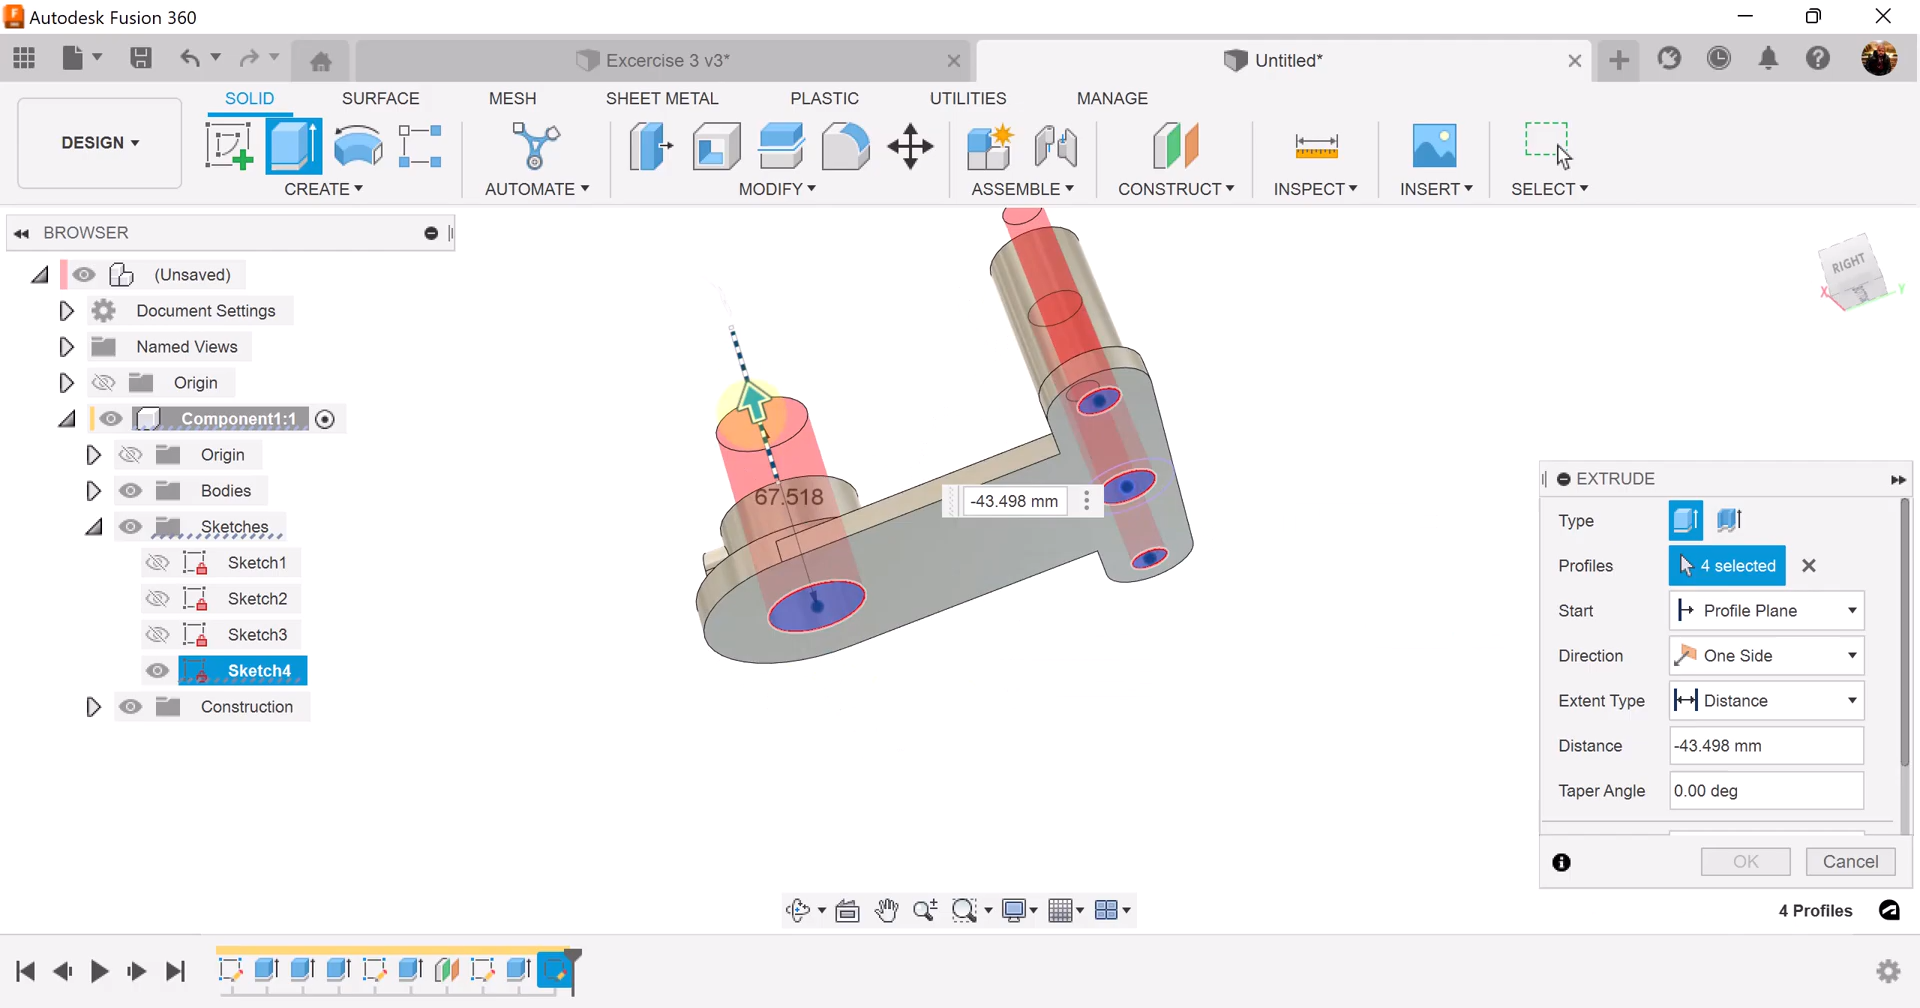 Autodesk Fusion 360
Excercise 3 v3*
Untitled*
SOLID
SURFACE
MESH
SHEET METAL
PLASTIC
UTILITIES
MANAGE
DESIGN
CREATE
AUTOMATE
MODIFY
ASSEMBLE
CONSTRUCT
INSPECT
INSERT
SELECT
BROWSER
(Unsaved)
Document Settings
Named Views
Origin
Component1:1
Origin
Bodies
Sketches
Sketch1
Sketch2
Sketch3
Sketch4
Construction
67.518
-43.498 mm
RIGHT
X
Y
EXTRUDE
Type
Profiles
4 selected
Start
Profile Plane
Direction
One Side
Extent Type
Distance
Distance
-43.498 mm
Taper Angle
0.00 deg
OK
Cancel
4 Profiles